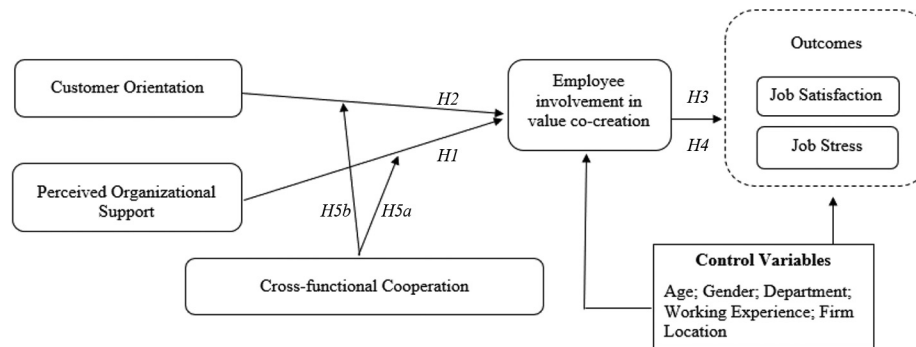 Customer Orientation
Perceived Organizational
Support
Cross-functional Cooperation
H2
H1
H5b
H5a
Employee
involvement in
value co-creation
H3
H4
Outcomes
Job Satisfaction
Job Stress
Control Variables
Age; Gender; Department;
Working Experience; Firm
Location